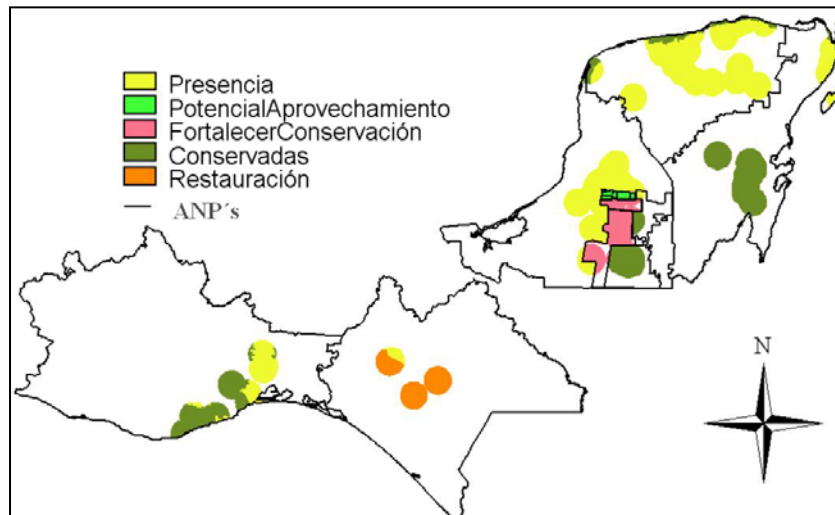 Presencia
PotencialAprovechamiento
FortalecerConservación
Conservadas
Restauración
ANP´s
N